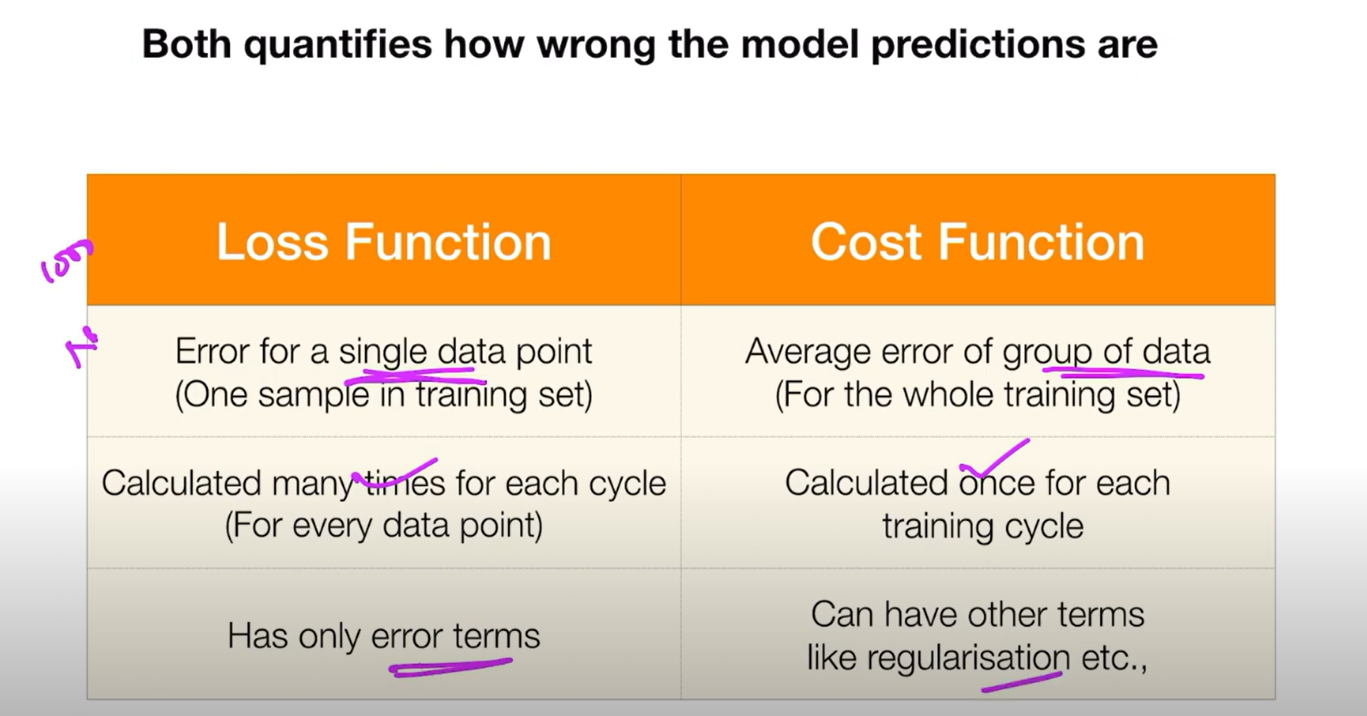 Both quantifies how wrong the model predictions are
Loss Function
Cost Function
Error for a single data point
(One sample in training set)
Average error of group of data
(For the whole training set)
Calculated many times for each cycle
(For every data point)
Calculated once for each
training cycle
Has only error terms
Can have other terms
like regularisation etc.,